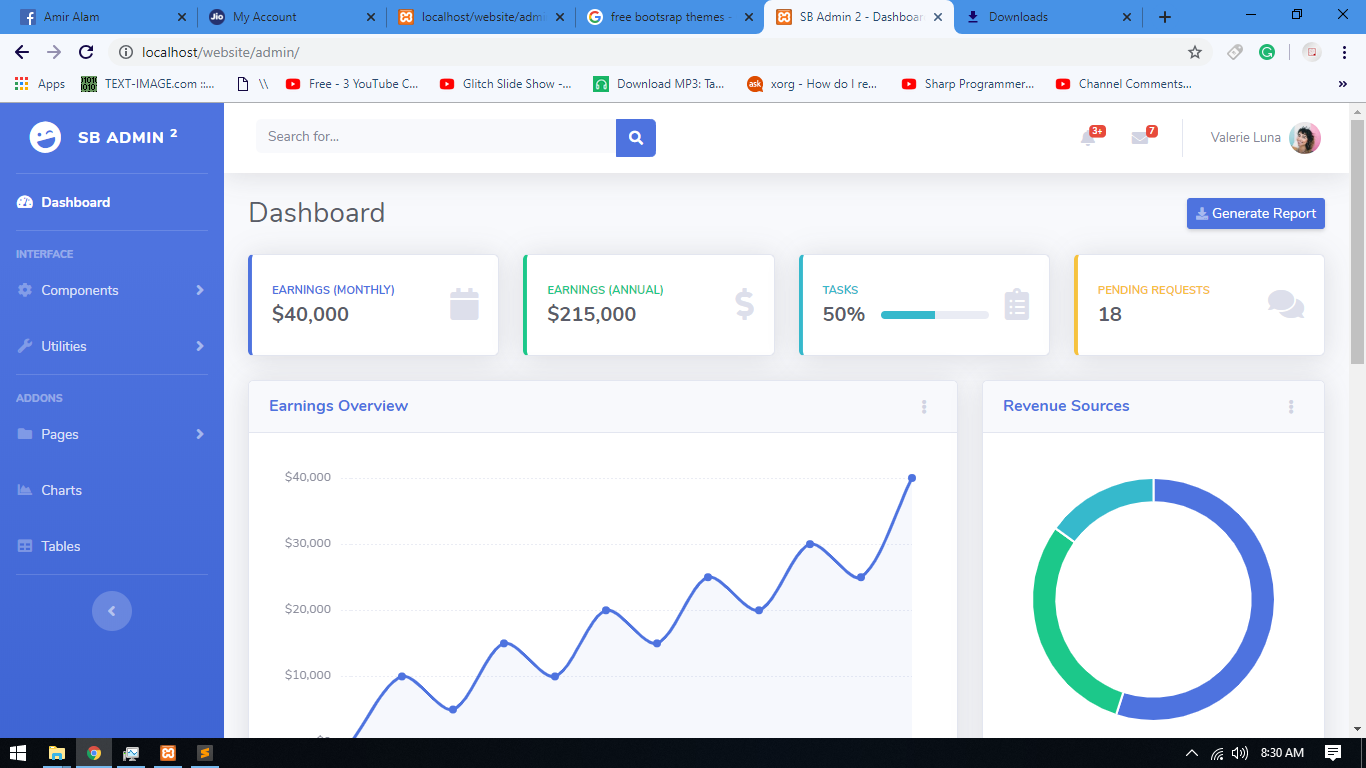 Amir Alam
Jio
My Account
localhost/website/admi
free bootsrap themes -
SB Admin 2 - Dashboar
Downloads
localhost/website/admin/
Apps
TEXT-IMAGE.com ::...
\\
Free - 3 YouTube C...
Glitch Slide Show -...
Download MP3: Ta...
ask
xorg - How do I re...
Sharp Programmer...
Channel Comments...
»
SB ADMIN 2
Search for...
3+
7
Valerie Luna
Dashboard
INTERFACE
Components
Utilities
ADDONS
Pages
Charts
Tables
Dashboard
Generate Report
EARNINGS (MONTHLY)
$40,000
EARNINGS (ANNUAL)
$215,000
TASKS
50%
PENDING REQUESTS
18
Earnings Overview
$40,000
$30,000
$20,000
$10,000
Revenue Sources
8:30 AM